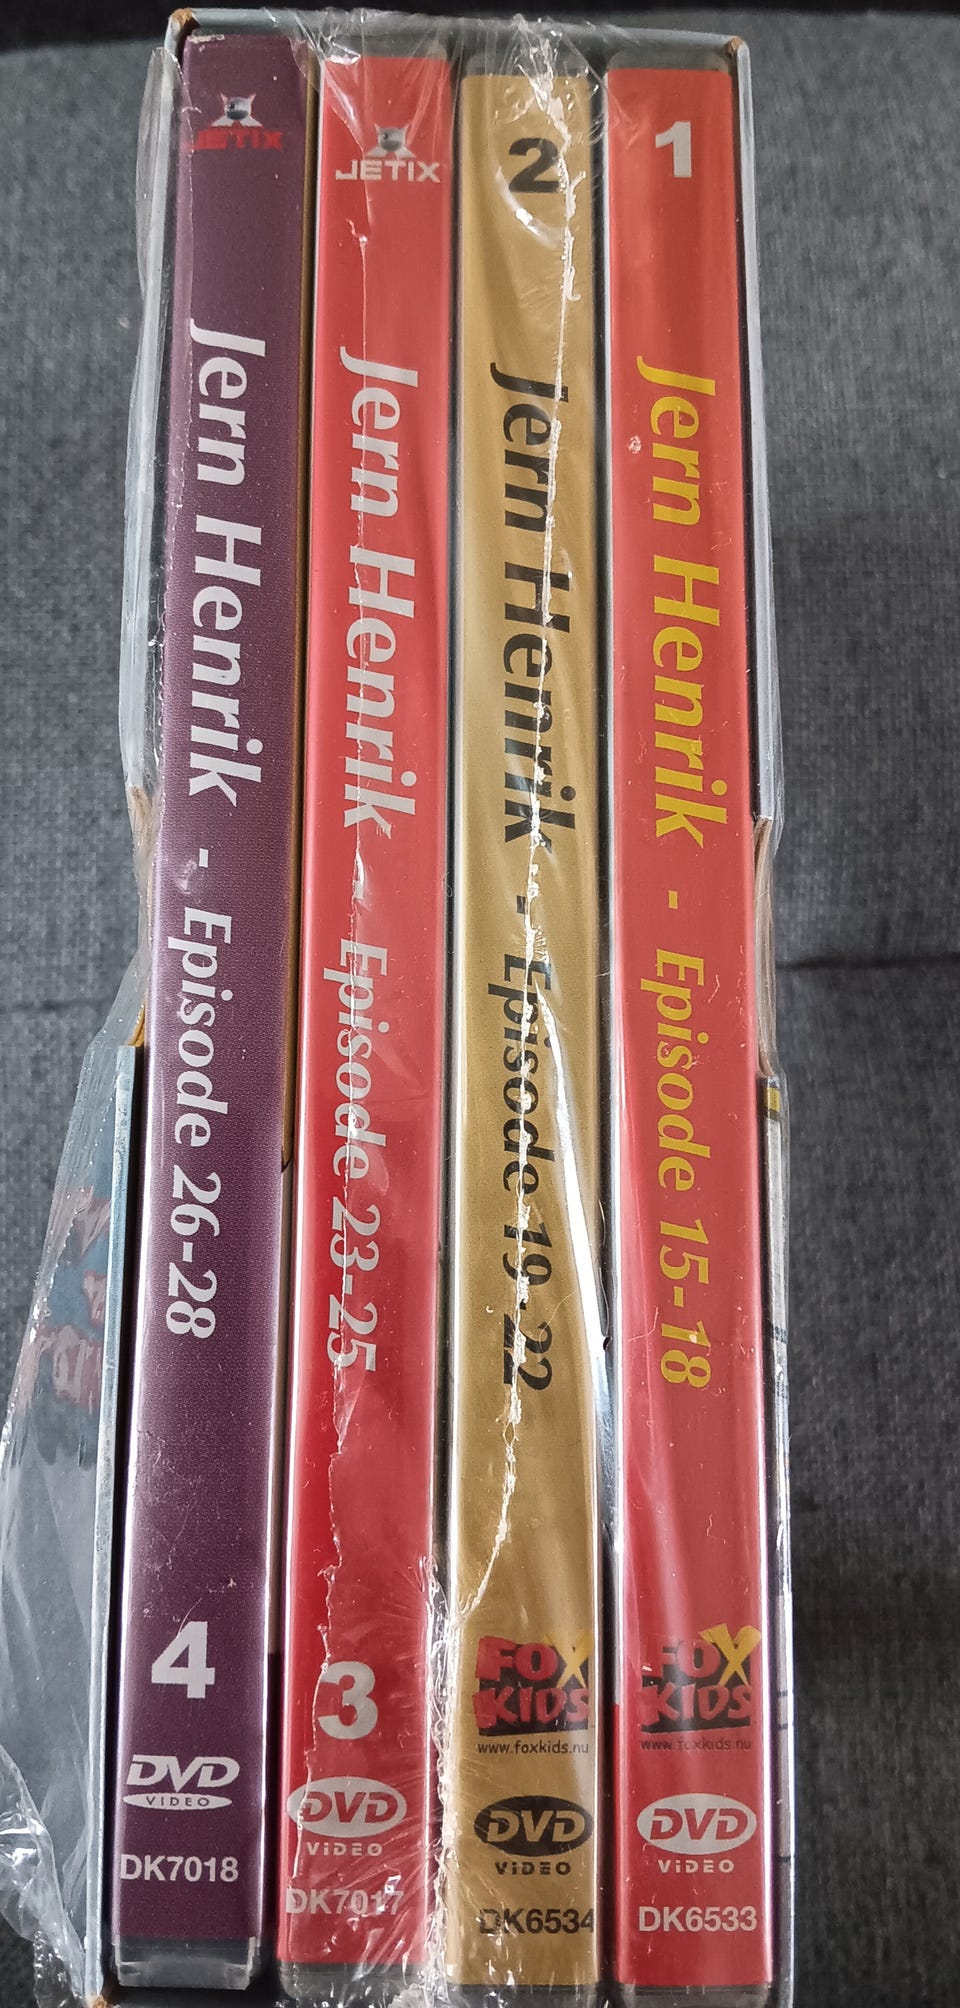 JETIX
Jern Henrik - Episode 26-28
4
DVD
VIDEO
DK7018
JETIX
Jern Henrik - Episode 23-25
3
DVD
VIDEO
DK7017
2
Jern Henrik - Episode 19-22
FOX
KIDS
www.foxkids.nu
DVD
VIDEO
DK6534
1
Jern Henrik - Episode 15-18
FOX
KIDS
www.foxkids.nu
DVD
VIDEO
DK6533